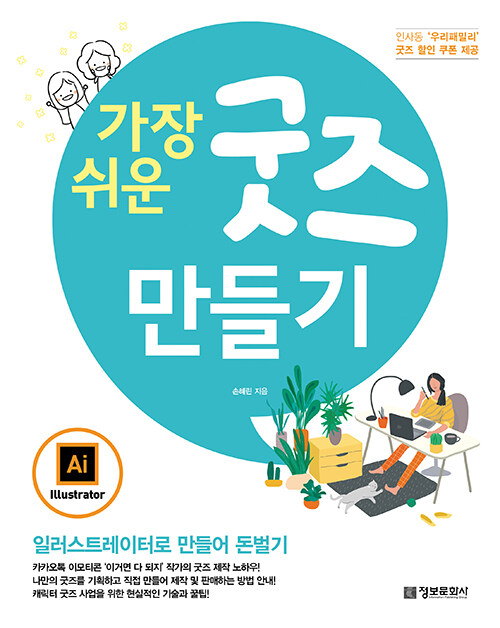 인사동 '우리패밀리'
굿즈 할인 쿠폰 제공
가장
쉬운
굿즈
만들기
손혜린 지음
Ai
Illustrator
일러스트레이터로 만들어 돈벌기
카카오톡 이모티콘 '이거면 다 되지' 작가의 굿즈 제작 노하우!
나만의 굿즈를 기획하고 직접 만들어 제작 및 판매하는 방법 안내!
캐릭터 굿즈 사업을 위한 현실적인 기술과 꿀팁!
정보문화사